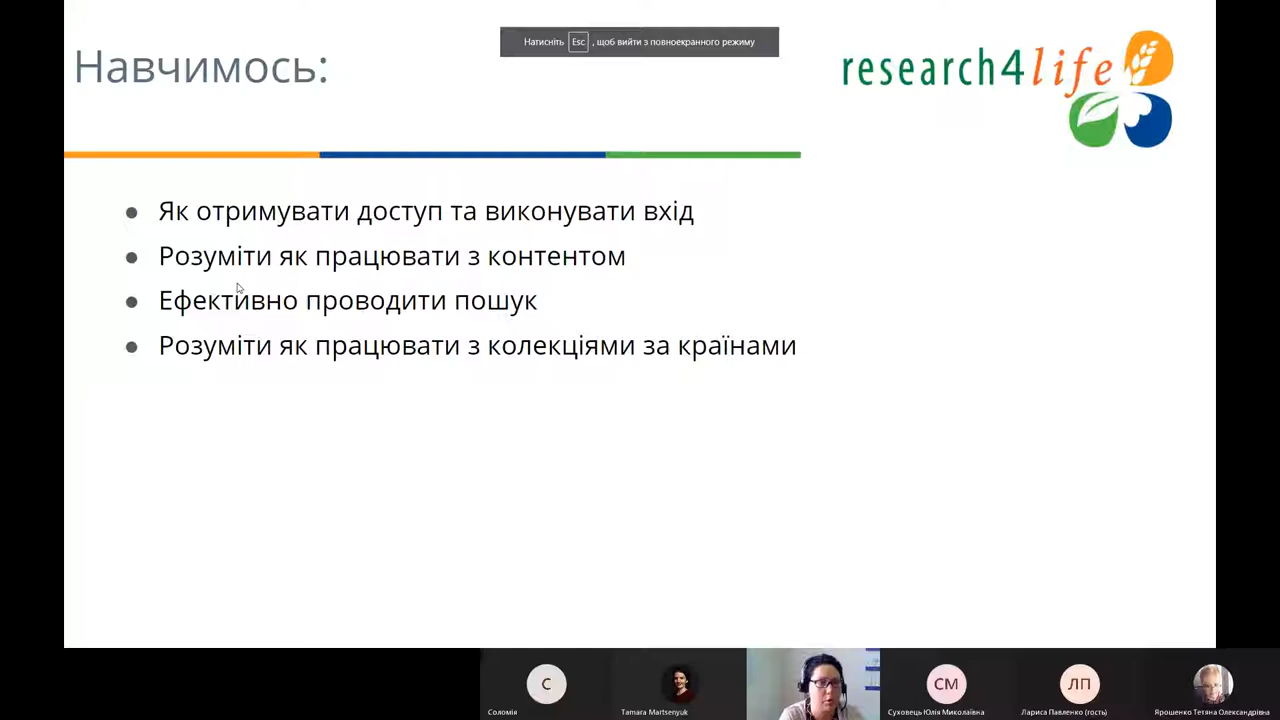 Натисніть Esc , щоб вийти з повноекранного режиму
Навчимось:
research4life
Як отримувати доступ та виконувати вхід
Розуміти як працювати з контентом
Ефективно проводити пошук
Розуміти як працювати з колекціями за країнами
С
СМ
ЛП
Соломія
Tamara Martsenyuk
Суховець Юлія Миколаївна
Лариса Павленко (гость)
Ярошенко Тетяна Олександрівна